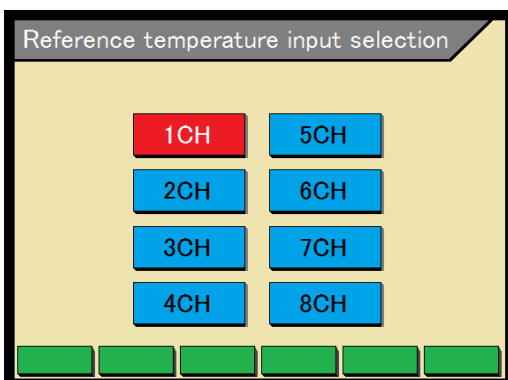 Reference temperature input selection
1CH 5CH
2CH 6CH
3CH 7CH
4CH 8CH